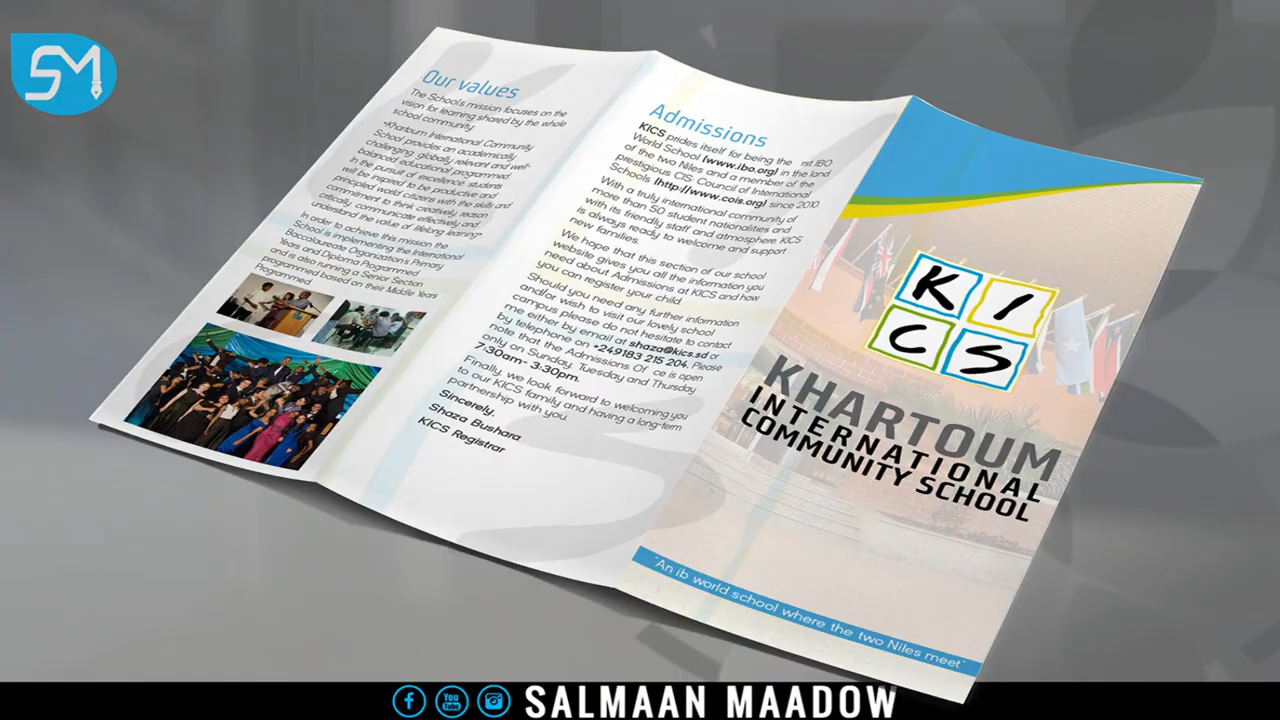 SM
Our values
The School's mission focuses on the
vision for learning shared by the whole
school community.
"Khartoum International Community
School provides an academically
challenging, globally relevant and well-
balanced educational programmed.
In the pursuit of excellence, students
will be inspired to be productive and
principled world citizens with the skills and
commitment to think creatively, reason
critically, communicate effectively and
understand the value of lifelong learning"
In order to achieve this mission the
School is implementing the International
Baccalaureate Organization's Primary
Years and Diploma Programmed
and is also running a Senior Section
programmed based on their Middle Years
Programmed.
Admissions
KICS prides itself for being the rst IBO
World School (www.ibo.org) in the land
of the two Niles and a member of the
prestigious CIS Council of International
Schools (http://www.cois.org) since 2010.
With a truly international community of
more than 50 student nationalities and
with its friendly staff and atmosphere, KICS
is always ready to welcome and support
new families.
We hope that this section of our school
website gives you all the information you
need about Admissions at KICS and how
you can register your child.
Should you need any further information
and/or wish to visit our lovely school
campus please do not hesitate to contact
me either by email at shaza@kics.sd or
by telephone on +249183 215 204. Please
note that the Admissions Of ce is open
only on Sunday, Tuesday and Thursday
7:30am- 3:30pm.
Finally, we look forward to welcoming you
to our KICS family and having a long-term
partnership with you.
Sincerely,
Shaza Bushara
KICS Registrar
K I
C S
KHARTOUM
INTERNATIONAL
COMMUNITY SCHOOL
"An ib world school where the two Niles meet"
f You Tube SALMAAN MAADOW